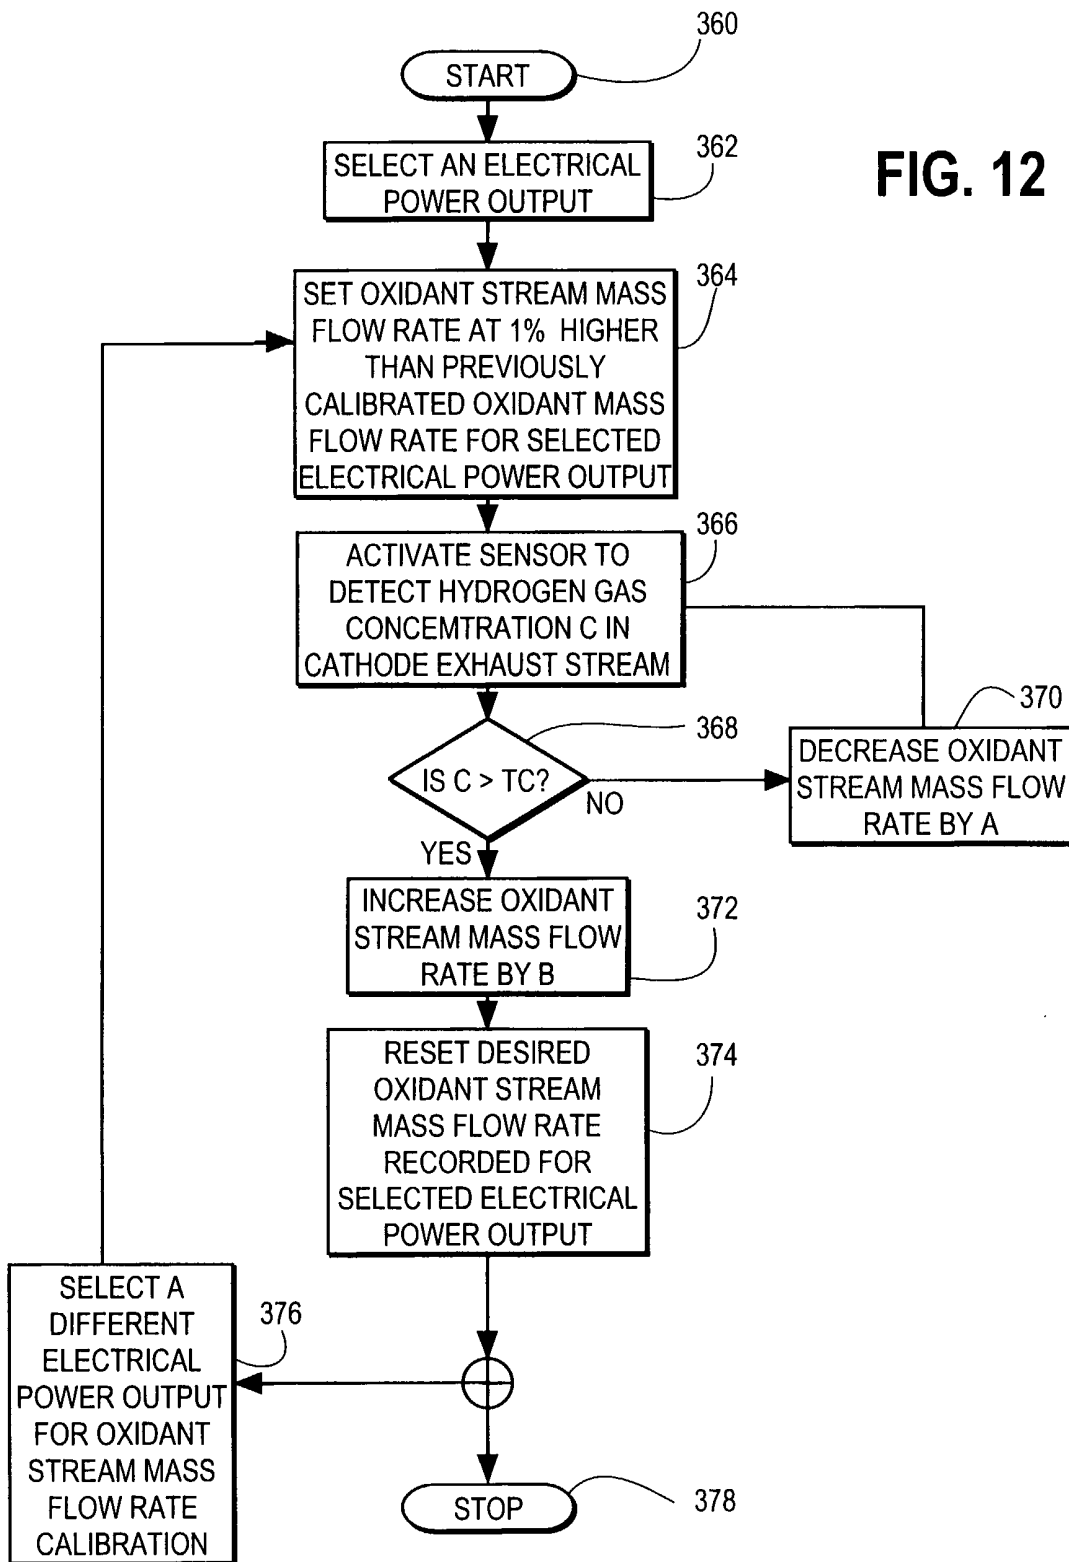 360
START
FIG. 12
362
SELECT AN ELECTRICAL
POWER OUTPUT
364
SET OXIDANT STREAM MASS
FLOW RATE AT 1% HIGHER
THAN PREVIOUSLY
CALIBRATED OXIDANT MASS
FLOW RATE FOR SELECTED
ELECTRICAL POWER OUTPUT
366
ACTIVATE SENSOR TO
DETECT HYDROGEN GAS
CONCEMTRATION C IN
CATHODE EXHAUST STREAM
368
IS C > TC?
NO
YES
370
DECREASE OXIDANT
STREAM MASS FLOW
RATE BY A
372
INCREASE OXIDANT
STREAM MASS FLOW
RATE BY B
374
RESET DESIRED
OXIDANT STREAM
MASS FLOW RATE
RECORDED FOR
SELECTED ELECTRICAL
POWER OUTPUT
376
SELECT A
DIFFERENT
ELECTRICAL
POWER OUTPUT
FOR OXIDANT
STREAM MASS
FLOW RATE
CALIBRATION
STOP
378